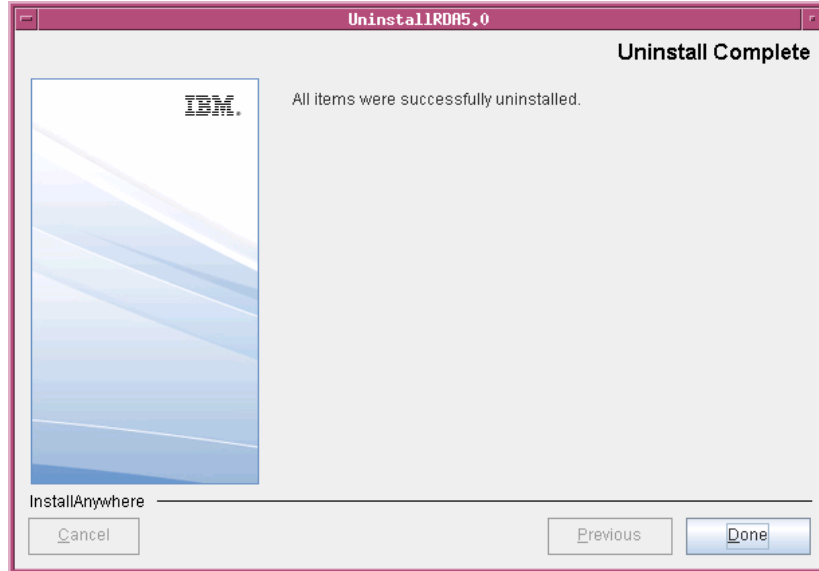 UninstallRDA5.0
Uninstall Complete
IBM.
All items were successfully uninstalled.
InstallAnywhere
Cancel
Previous
Done